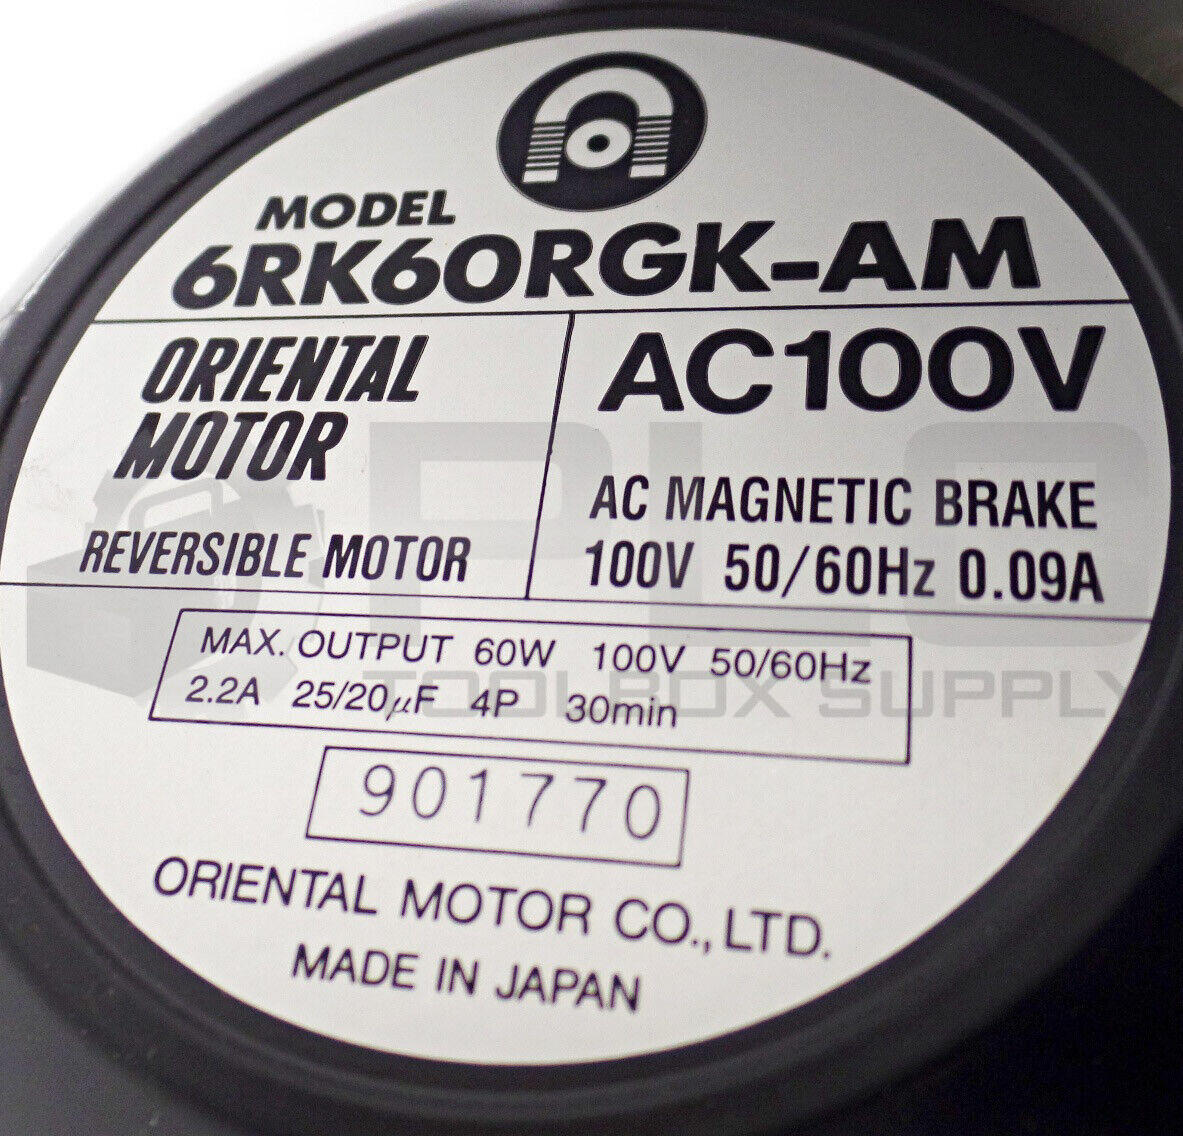 MODEL
6RK60RGK-AM
ORIENTAL
MOTOR
REVERSIBLE MOTOR
AC100V
AC MAGNETIC BRAKE
100V 50/60Hz 0.09A
MAX. OUTPUT 60W 100V 50/60Hz
2.2A 25/20μF 4P 30min
901770
ORIENTAL MOTOR CO., LTD.
MADE IN JAPAN
PLC
TOOLBOX SUPPLY